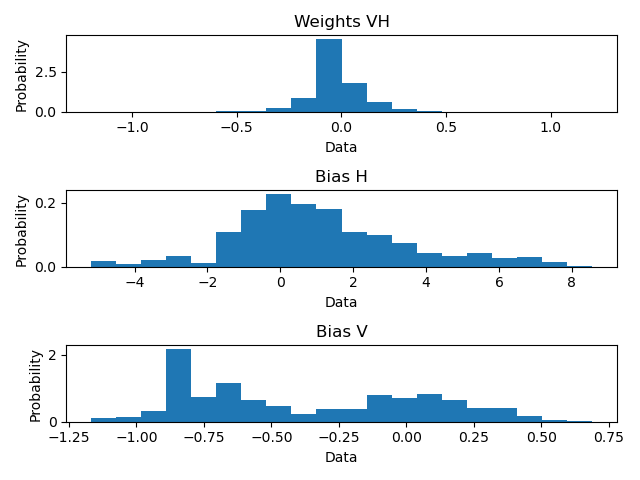 Weights VH
Probability
2.5
0.0
−1.0 −0.5 0.0 0.5 1.0
Data
Bias H
Probability
0.2
0.0
−4 −2 0 2 4 6 8
Data
Bias V
Probability
2
0
−1.25 −1.00 −0.75 −0.50 −0.25 0.00 0.25 0.50 0.75
Data